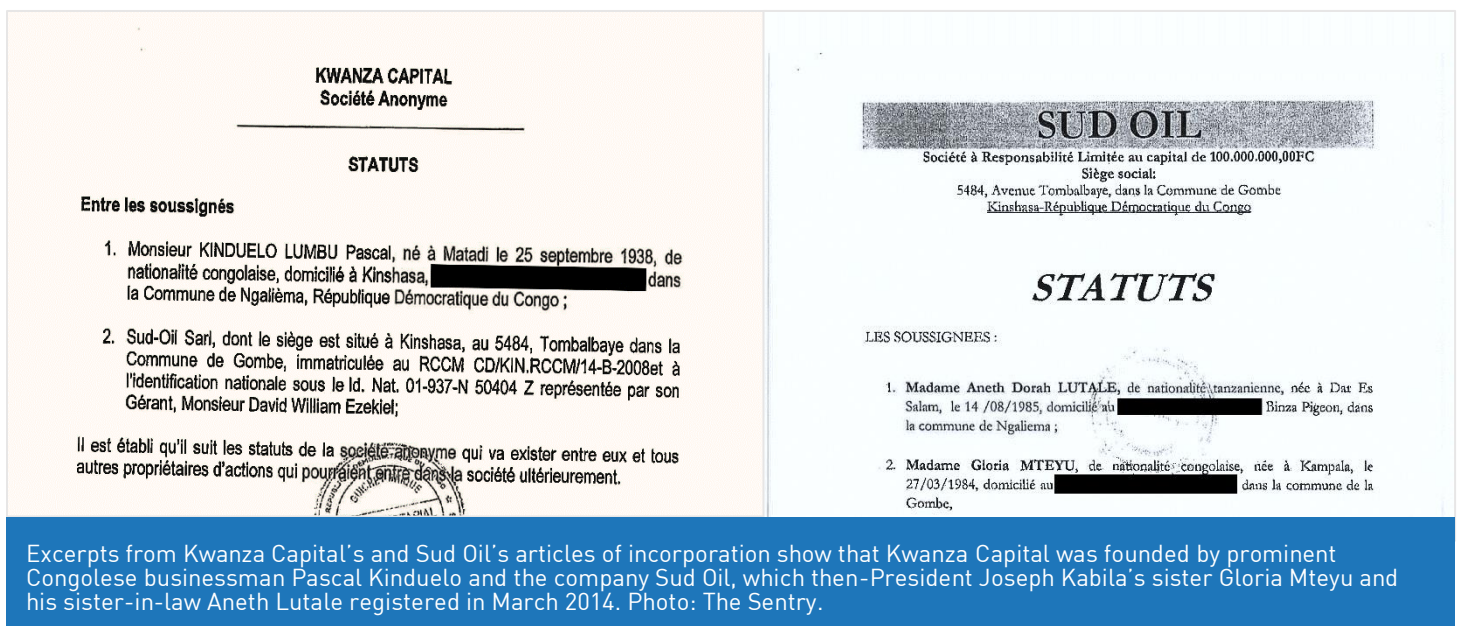 KWANZA CAPITAL
Société Anonyme
STATUTS
Entre les soussignés
1. Monsieur KINDUELO LUMBU Pascal, né à Matadi le 25 septembre 1938, de
nationalité congolaise, domicilié à Kinshasa, dans
la Commune de Ngalièma, République Démocratique du Congo ;
2. Sud-Oil Sarl, dont le siège est situé à Kinshasa, au 5484, Tombalbaye dans la
Commune de Gombe, immatriculée au RCCM CD/KIN.RCCM/14-B-2008et à
l'identification nationale sous le Id. Nat. 01-937-N 50404 Z représentée par son
Gérant, Monsieur David William Ezekiel;
Il est établi qu'il suit les statuts de la société anonyme qui va exister entre eux et tous
autres propriétaires d'actions qui pourraient entre dans la société ultérieurement.
SUD OIL
Société à Responsabilité Limitée au capital de 100.000.000,00FC
Siège social:
5484, Avenue Tombalbaye, dans la Commune de Gombe
Kinshasa-République Démocratique du Congo
STATUTS
LES SOUSSIGNEES :
1. Madame Aneth Dorah LUTALE, de nationalité tanzanienne, née à Dar Es
Salam, le 14 /08/1985, domicilié au Binza Pigeon, dans
la commune de Ngaliema ;
2. Madame Gloria MTEYU, de nationalité congolaise, née à Kampala, le
27/03/1984, domicilié au dans la commune de la
Gombe,
Excerpts from Kwanza Capital's and Sud Oil's articles of incorporation show that Kwanza Capital was founded by prominent
Congolese businessman Pascal Kinduelo and the company Sud Oil, which then-President Joseph Kabila's sister Gloria Mteyu and
his sister-in-law Aneth Lutale registered in March 2014. Photo: The Sentry.